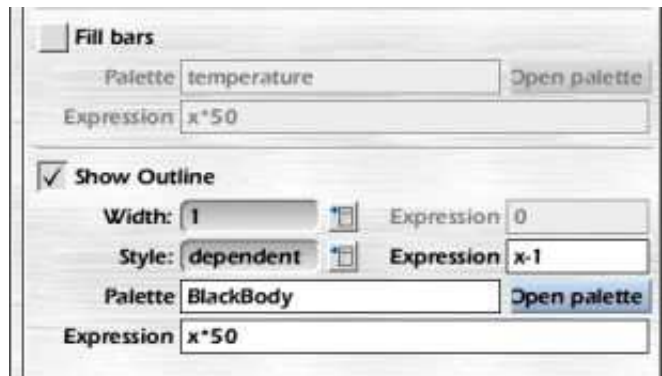 Fill bars
Palette temperature Open palette
Expression x*50
Show Outline
Width: 1 Expression 0
Style: dependent Expression x-1
Palette BlackBody Open palette
Expression x*50